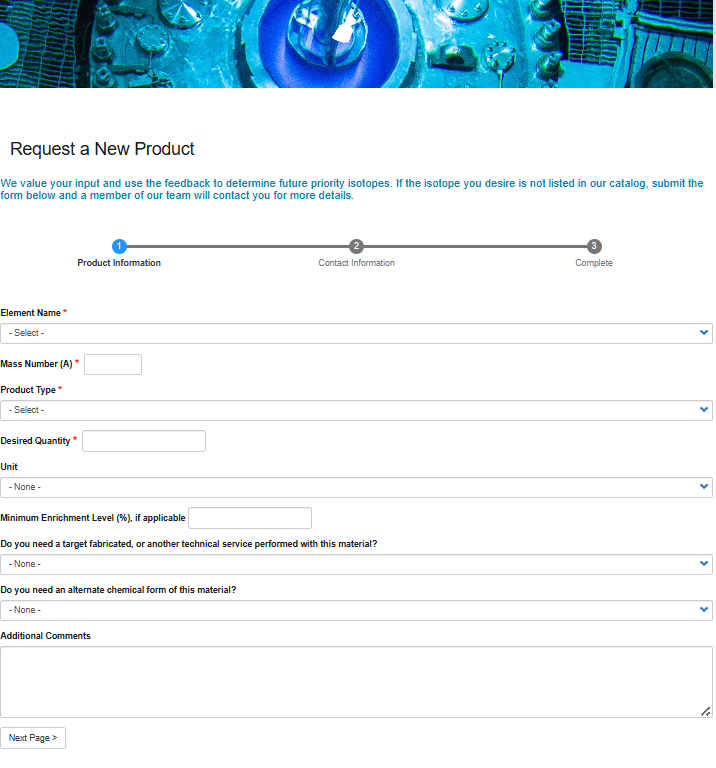 Request a New Product
We value your input and use the feedback to determine future priority isotopes. If the isotope you desire is not listed in our catalog, submit the
form below and a member of our team will contact you for more details.
1 2 3
Product Information Contact Information Complete
Element Name *
- Select -
Mass Number (A) *
Product Type *
- Select -
Desired Quantity *
Unit
- None -
Minimum Enrichment Level (%), if applicable
Do you need a target fabricated, or another technical service performed with this material?
- None -
Do you need an alternate chemical form of this material?
- None -
Additional Comments
Next Page >